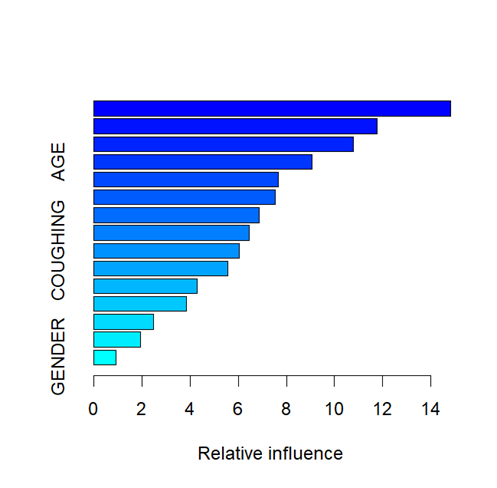 AGE
COUGHING
GENDER
0 2 4 6 8 10 12 14
Relative influence